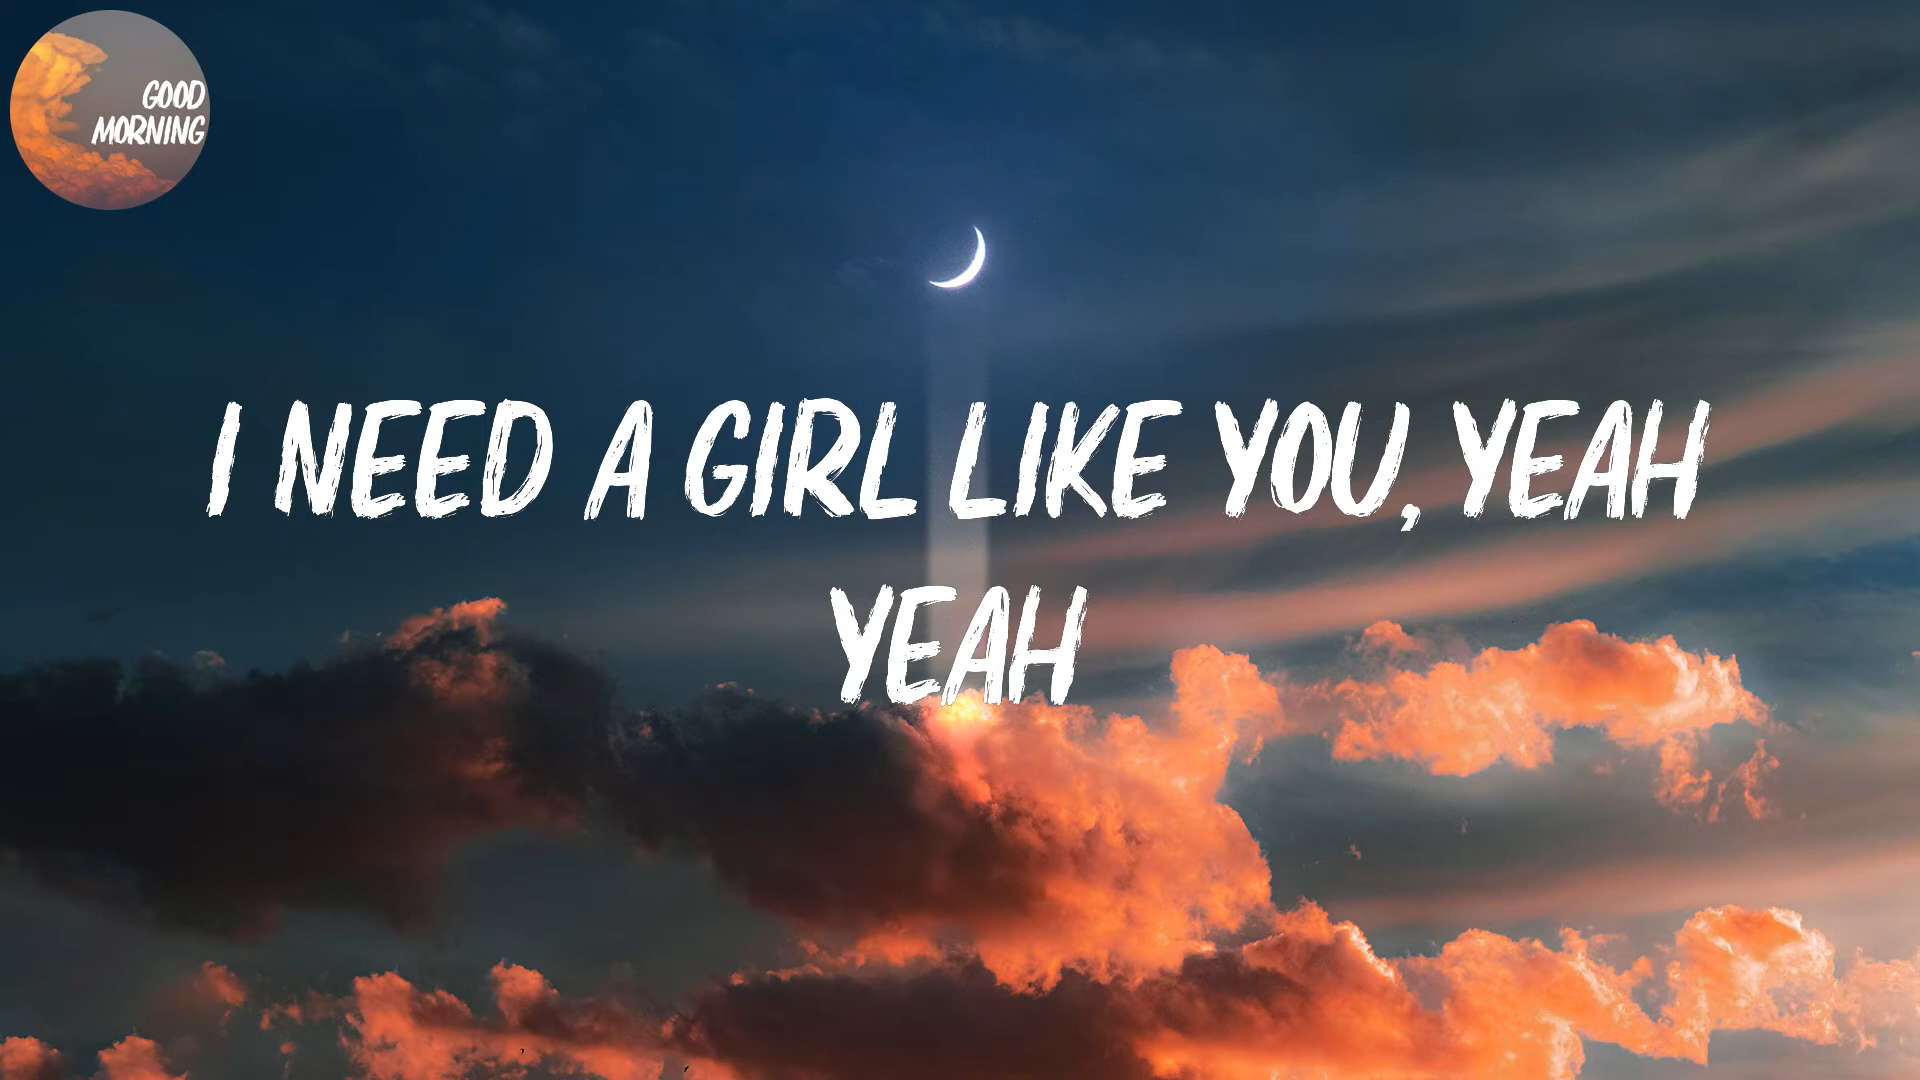 GOOD
MORNING
I NEED A GIRL LIKE YOU, YEAH
YEAH